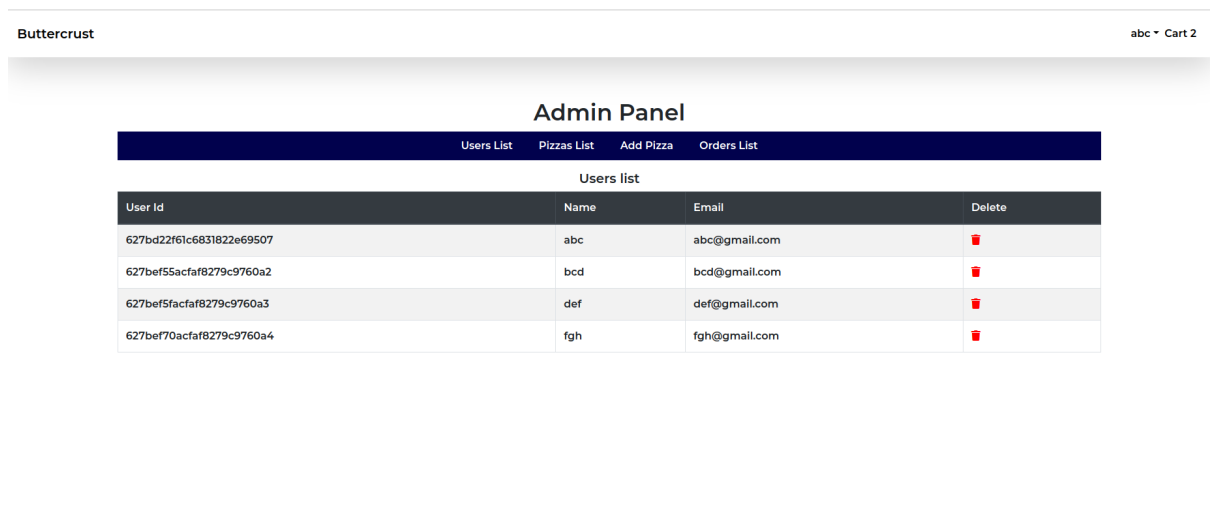 Buttercrust abc Cart 2
Admin Panel
Users List Pizzas List Add Pizza Orders List
Users list
User Id Name Email Delete
627bd22f61c6831822e69507 abc abc@gmail.com
627bef55acfaf8279c9760a2 bcd bcd@gmail.com
627bef5facfaf8279c9760a3 def def@gmail.com
627bef70acfaf8279c9760a4 fgh fgh@gmail.com